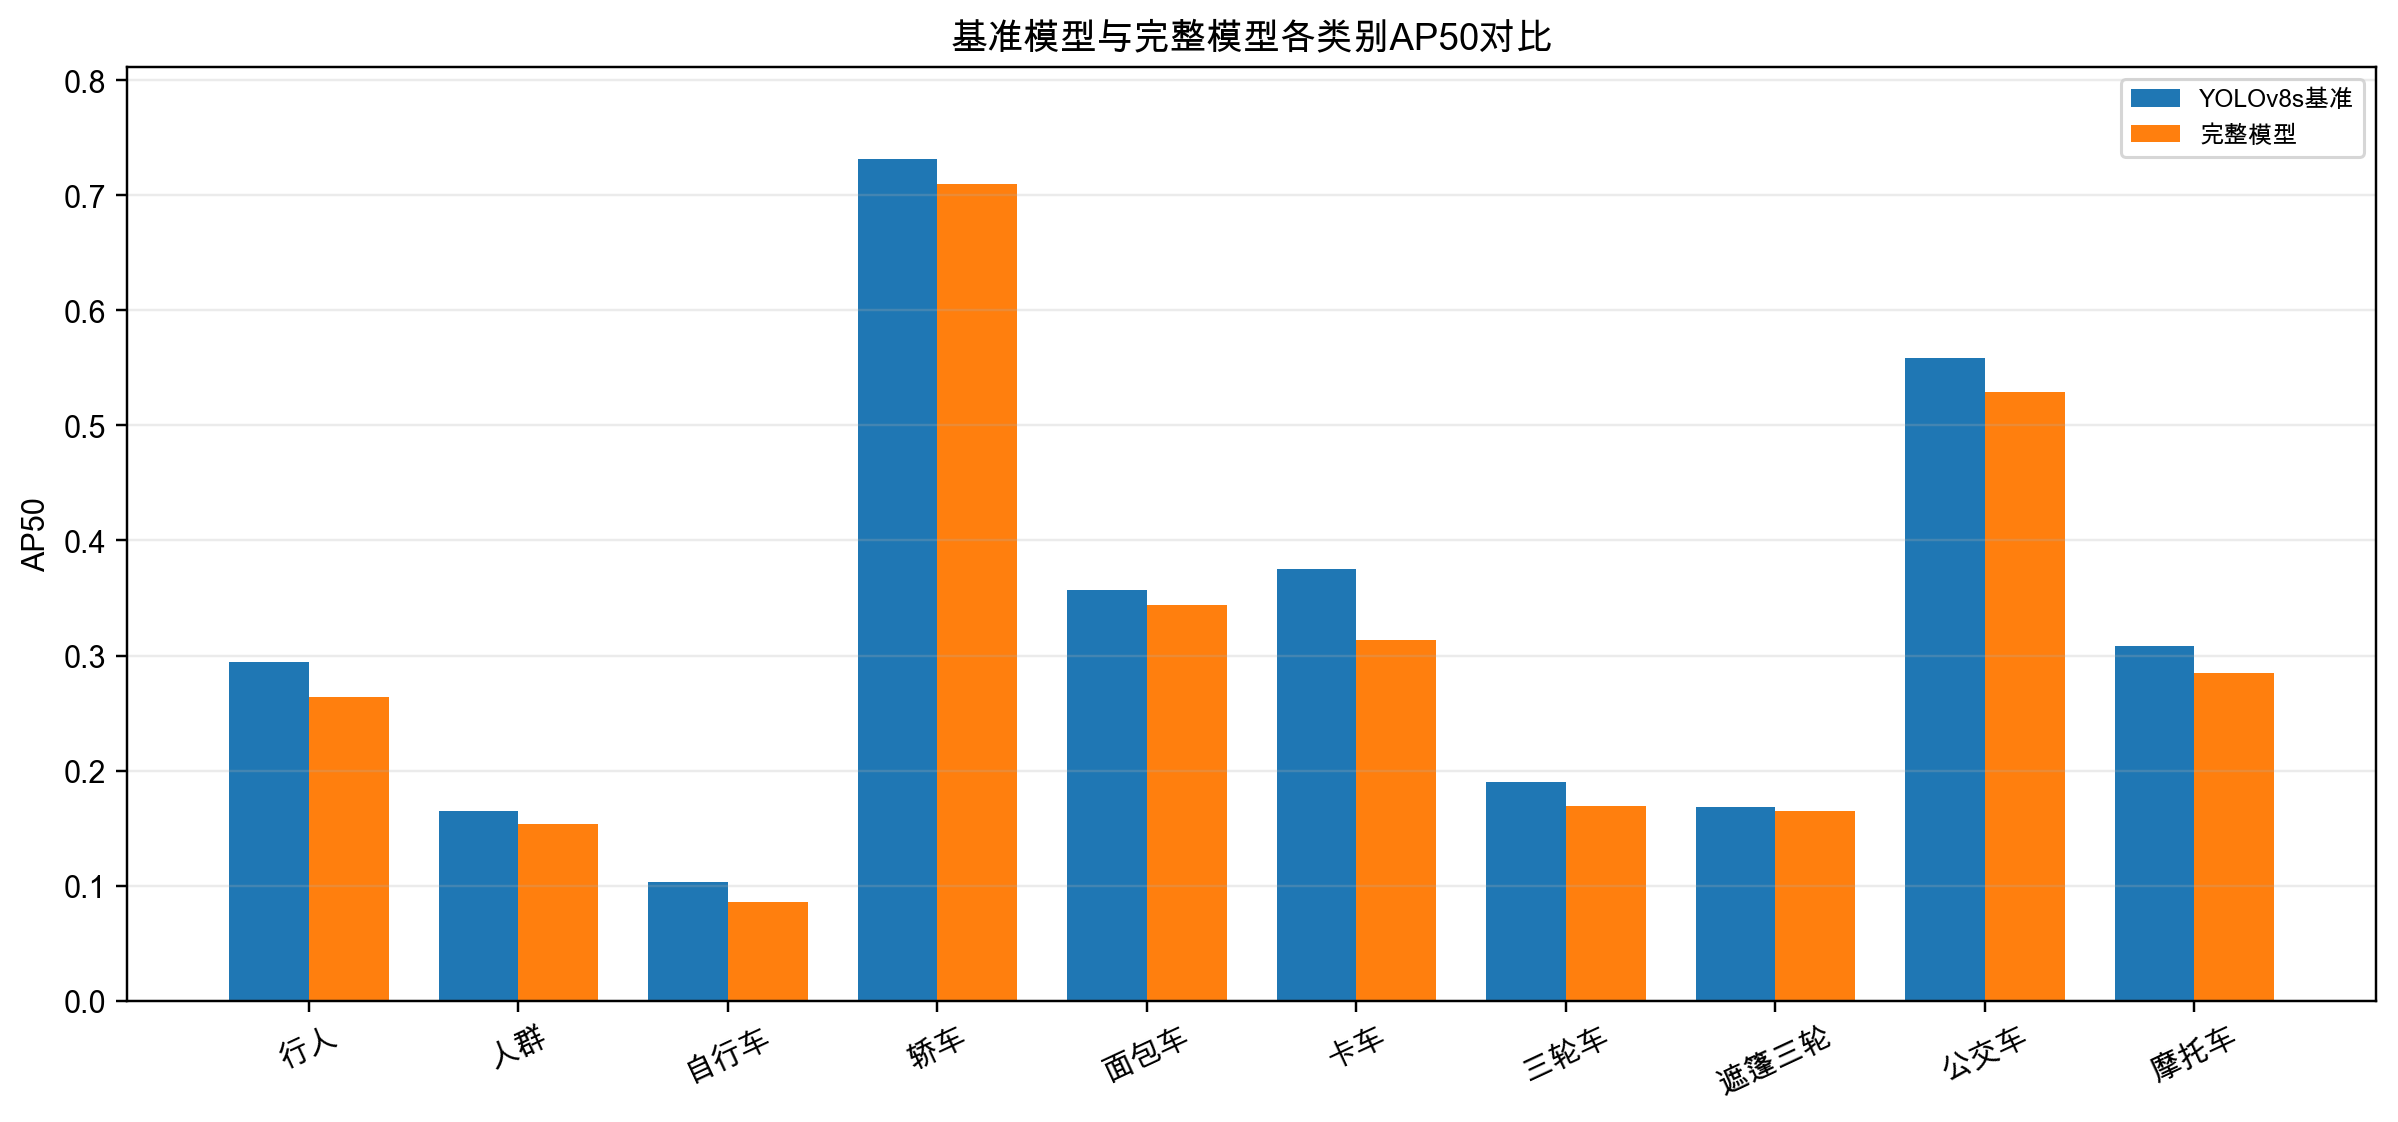 基准模型与完整模型各类别AP50对比
YOLOv8s基准
完整模型
AP50
0.8
0.7
0.6
0.5
0.4
0.3
0.2
0.1
0.0
行人
人群
自行车
轿车
面包车
卡车
三轮车
遮篷三轮
公交车
摩托车